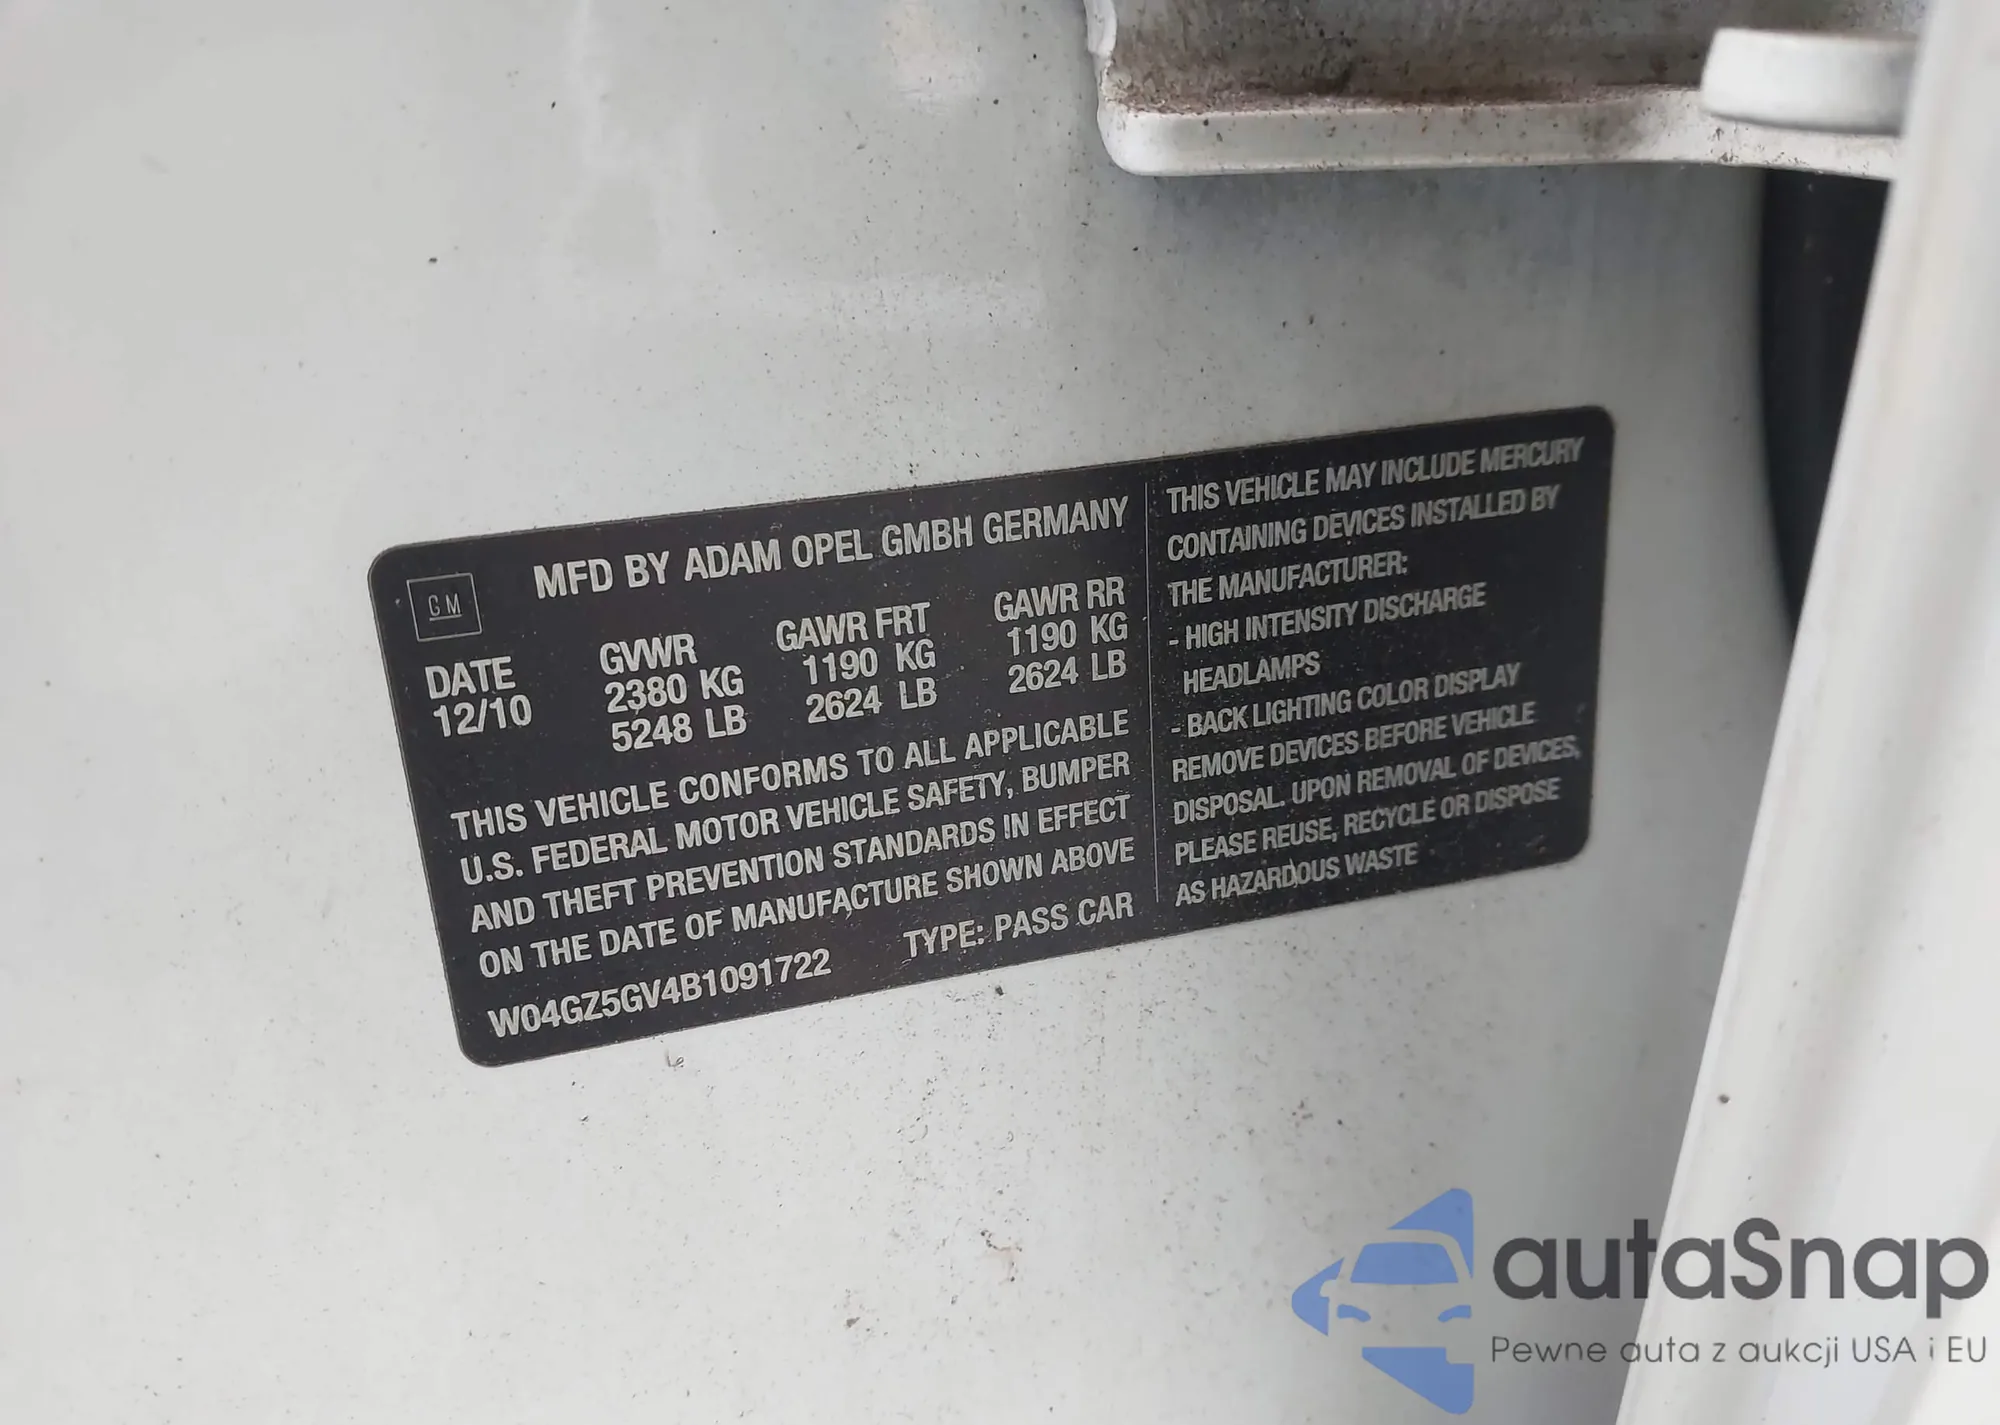 GM
MFD BY ADAM OPEL GMBH GERMANY
DATE GVWR GAWR FRT GAWR RR
12/10 2380 KG 1190 KG 1190 KG
5248 LB 2624 LB 2624 LB
THIS VEHICLE CONFORMS TO ALL APPLICABLE
U.S. FEDERAL MOTOR VEHICLE SAFETY, BUMPER
AND THEFT PREVENTION STANDARDS IN EFFECT
ON THE DATE OF MANUFACTURE SHOWN ABOVE
W04GZ5GV4B1091722 TYPE: PASS CAR
THIS VEHICLE MAY INCLUDE MERCURY
CONTAINING DEVICES INSTALLED BY
THE MANUFACTURER:
- HIGH INTENSITY DISCHARGE
HEADLAMPS
- BACK LIGHTING COLOR DISPLAY
REMOVE DEVICES BEFORE VEHICLE
DISPOSAL. UPON REMOVAL OF DEVICES,
PLEASE REUSE, RECYCLE OR DISPOSE
AS HAZARDOUS WASTE
autaSnap
Pewne auta z aukcji USA i EU